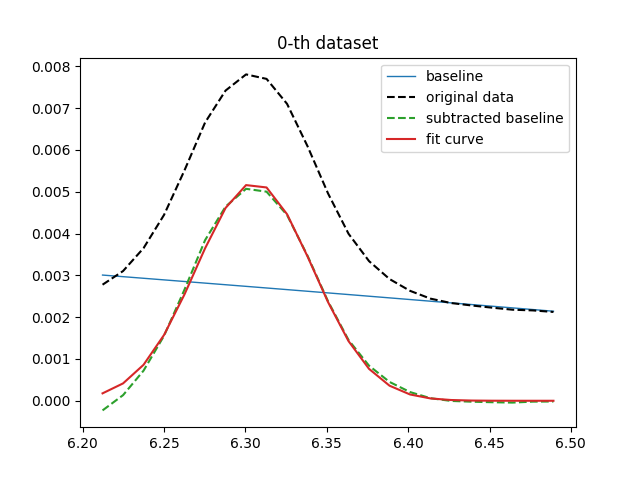 0-th dataset
baseline
original data
subtracted baseline
fit curve
0.008
0.007
0.006
0.005
0.004
0.003
0.002
0.001
0.000
6.20 6.25 6.30 6.35 6.40 6.45 6.50